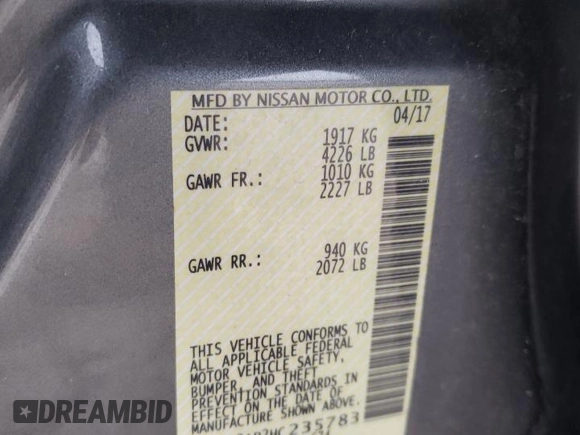 MFD BY NISSAN MOTOR CO., LTD.
DATE: 04/17
GVWR: 1917 KG
4226 LB
GAWR FR.: 1010 KG
2227 LB
GAWR RR.: 940 KG
2072 LB
THIS VEHICLE CONFORMS TO
ALL APPLICABLE FEDERAL
MOTOR VEHICLE SAFETY,
BUMPER, AND THEFT
PREVENTION STANDARDS IN
EFFECT ON THE DATE OF
MANUFACTURE SHOWN ABOVE.
235783
DREAMBID